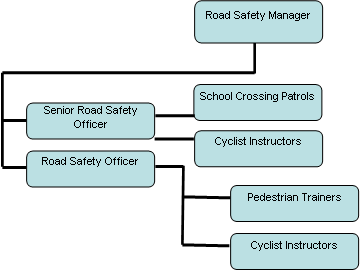 Road Safety Manager
School Crossing Patrols
Senior Road Safety
Officer
Cyclist Instructors
Road Safety Officer
Pedestrian Trainers
Cyclist Instructors